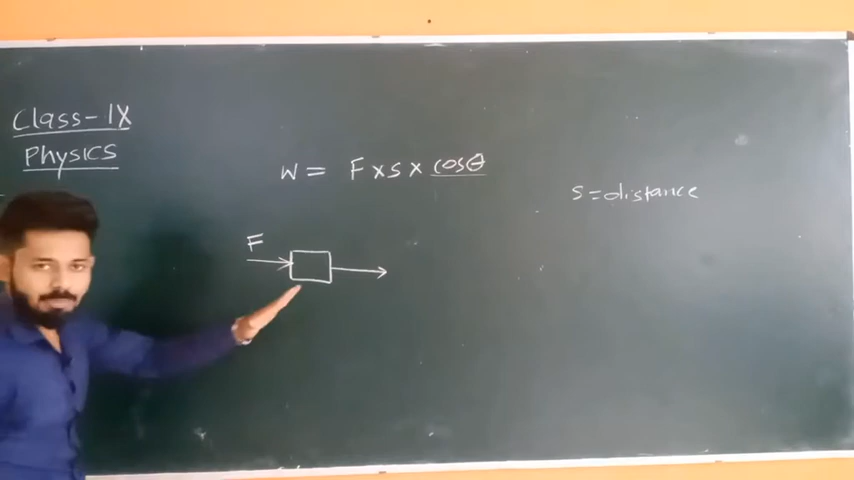 Class-IX
Physics
W = F×S× cosθ
S=distance
F